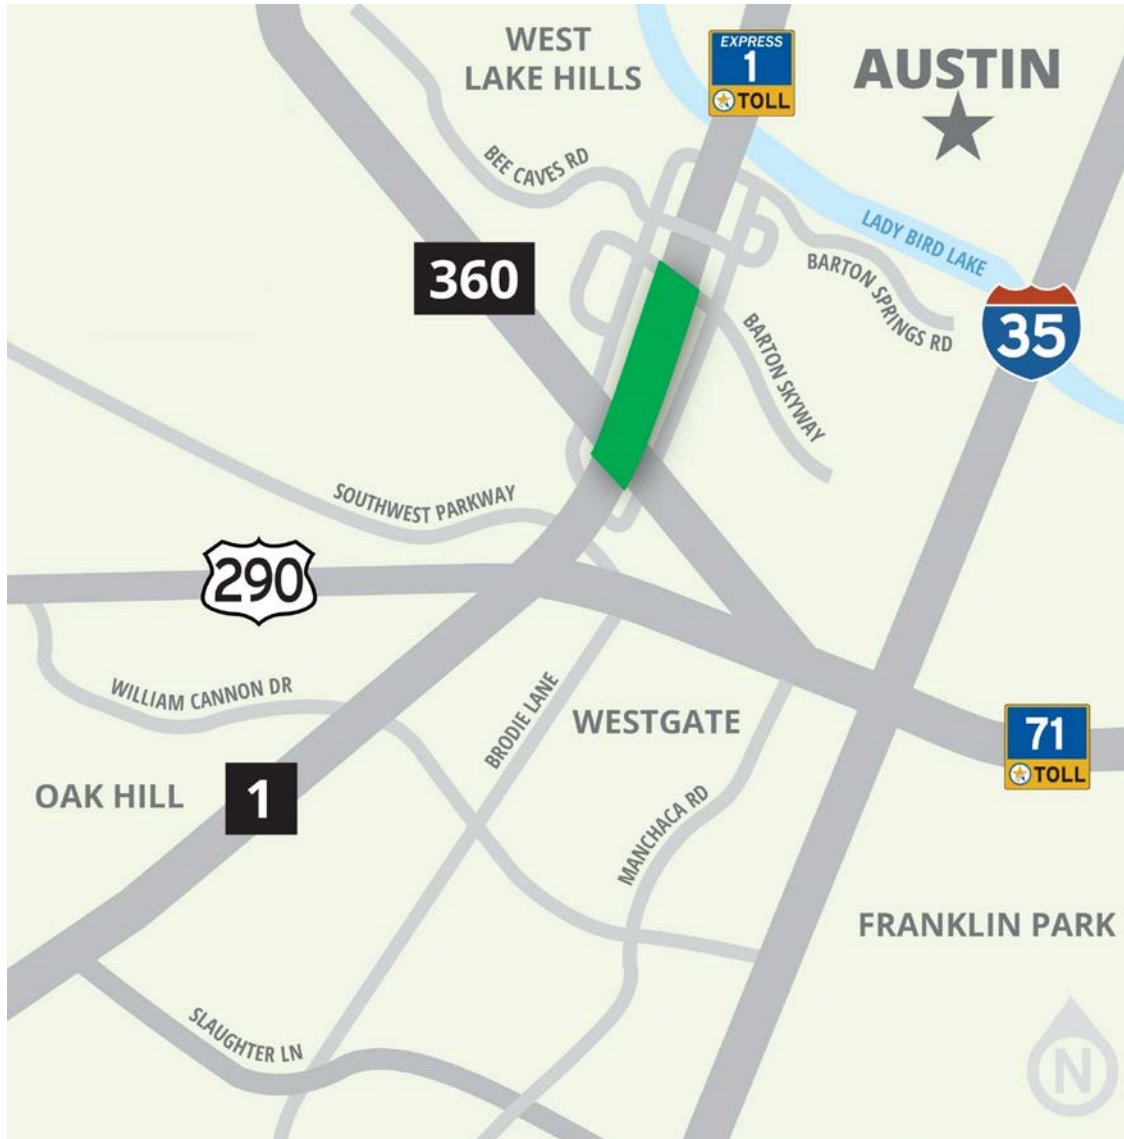 WEST
LAKE HILLS
EXPRESS
1
TOLL
AUSTIN
BEE CAVES RD
LADY BIRD LAKE
360
BARTON SPRINGS RD
35
BARTON SKYWAY
SOUTHWEST PARKWAY
290
WILLIAM CANNON DR
BRODIE LANE
WESTGATE
71
TOLL
OAK HILL
1
MANCHACA RD
FRANKLIN PARK
SLAUGHTER LN
N